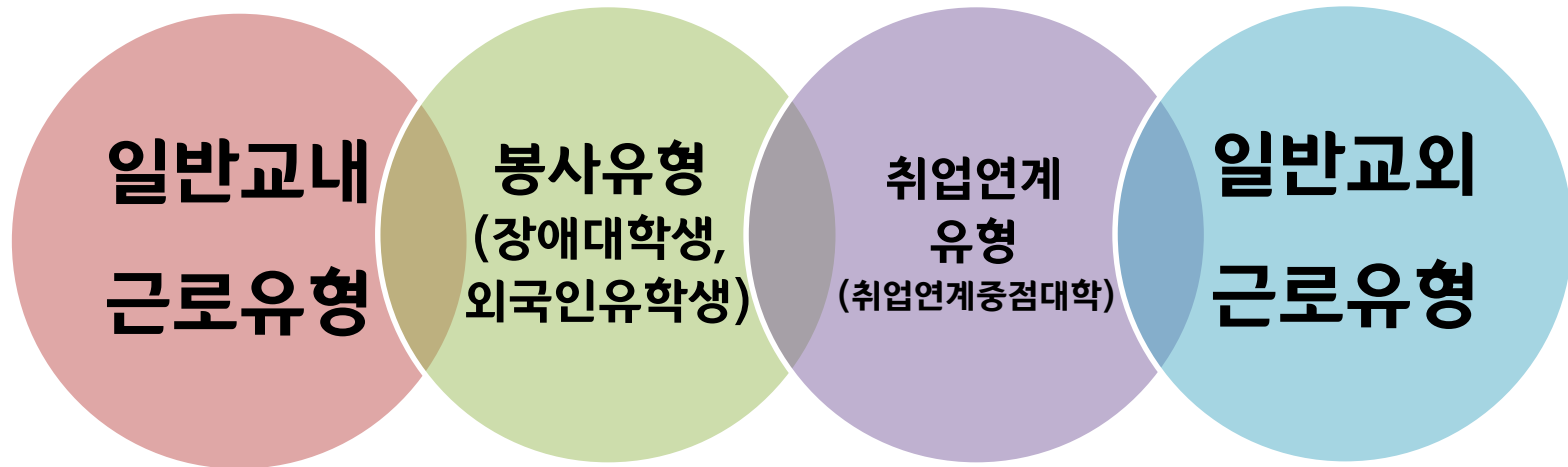 일반교내
근로유형
봉사유형
(장애대학생,
외국인유학생)
취업연계
유형
(취업연계중점대학)
일반교외
근로유형